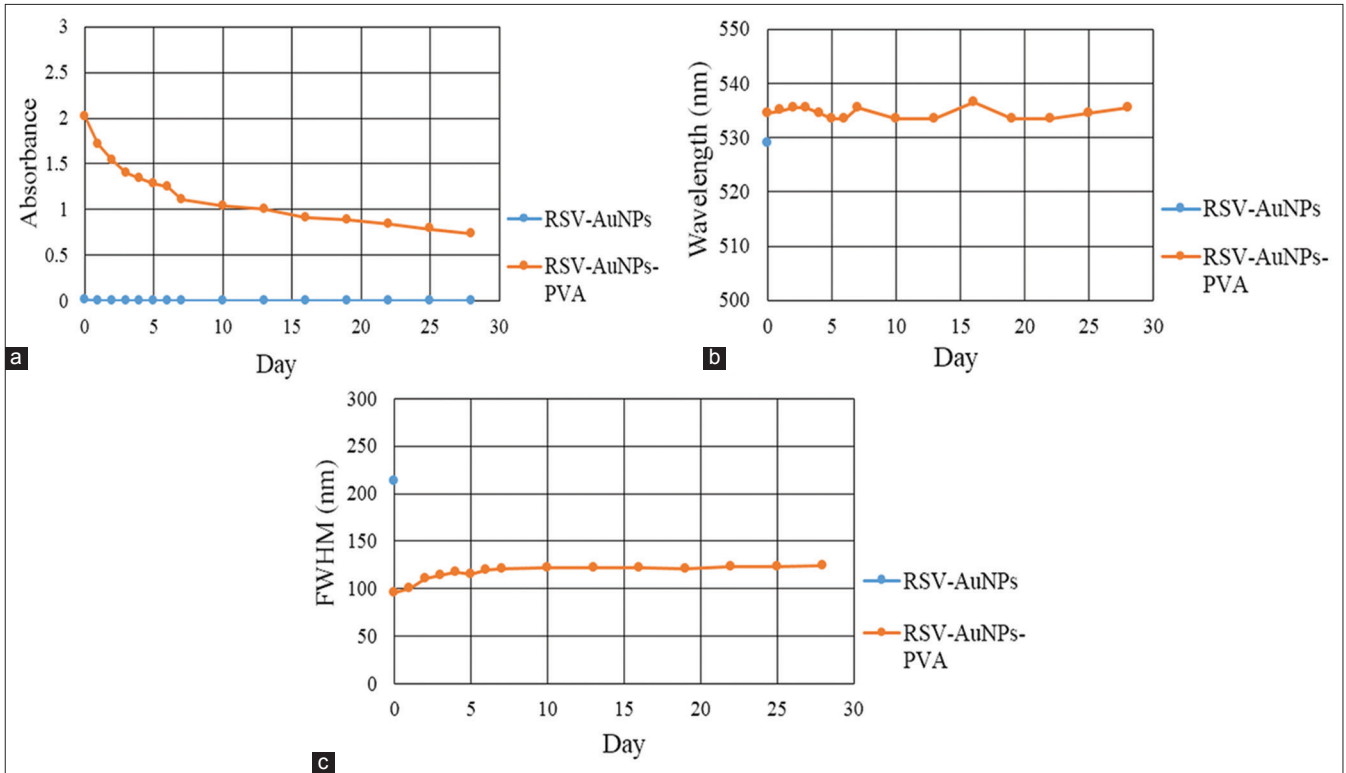 3
2.5
2
1.5
1
0.5
0
Absorbance
0 5 10 15 20 25 30
Day
RSV-AuNPs
RSV-AuNPs-
PVA
a
550
540
530
520
510
500
Wavelength (nm)
0 5 10 15 20 25 30
Day
RSV-AuNPs
RSV-AuNPs-
PVA
b
300
250
200
150
100
50
0
FWHM (nm)
0 5 10 15 20 25 30
Day
RSV-AuNPs
RSV-AuNPs-
PVA
c